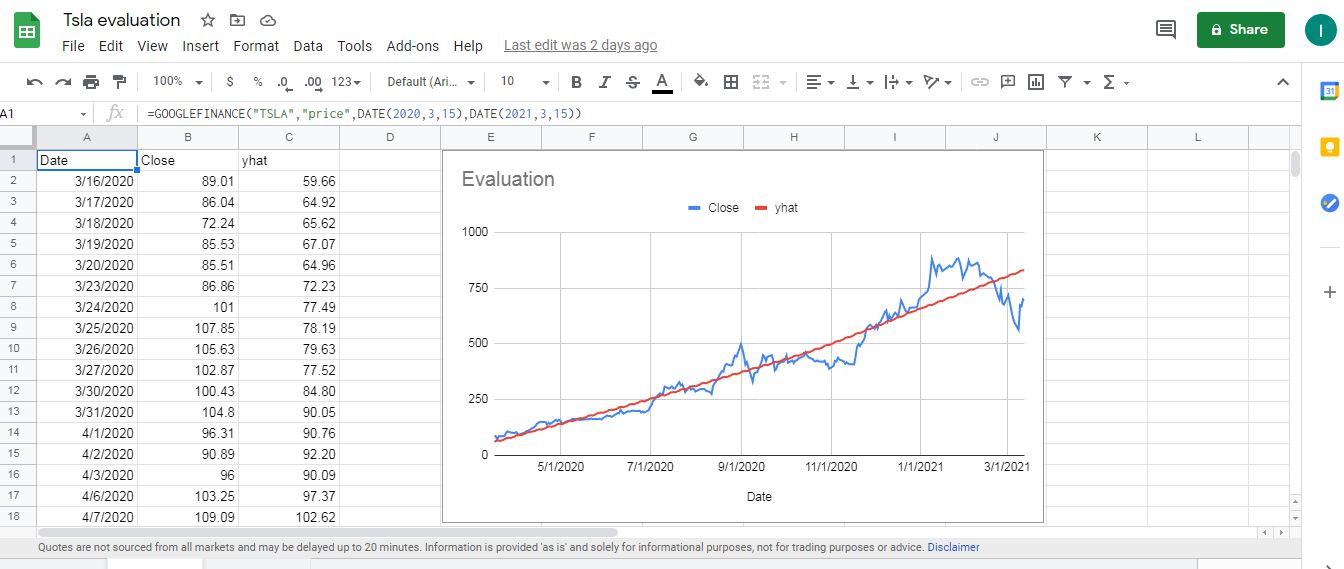 Tsla evaluation
File Edit View Insert Format Data Tools Add-ons Help Last edit was 2 days ago
Share
I
100% $ % .0 .00 123 Default (Ari... 10 B I S A Σ
31
A1 fx =GOOGLEFINANCE("TSLA","price",DATE(2020,3,15),DATE(2021,3,15))
A B C D E F G H I J K L
1 Date Close yhat
2 3/16/2020 89.01 59.66
3 3/17/2020 86.04 64.92
4 3/18/2020 72.24 65.62
5 3/19/2020 85.53 67.07
6 3/20/2020 85.51 64.96
7 3/23/2020 86.86 72.23
8 3/24/2020 101 77.49
9 3/25/2020 107.85 78.19
10 3/26/2020 105.63 79.63
11 3/27/2020 102.87 77.52
12 3/30/2020 100.43 84.80
13 3/31/2020 104.8 90.05
14 4/1/2020 96.31 90.76
15 4/2/2020 90.89 92.20
16 4/3/2020 96 90.09
17 4/6/2020 103.25 97.37
18 4/7/2020 109.09 102.62
Evaluation
Close yhat
1000
750
500
250
0
5/1/2020 7/1/2020 9/1/2020 11/1/2020 1/1/2021 3/1/2021
Date
Quotes are not sourced from all markets and may be delayed up to 20 minutes. Information is provided 'as is' and solely for informational purposes, not for trading purposes or advice. Disclaimer